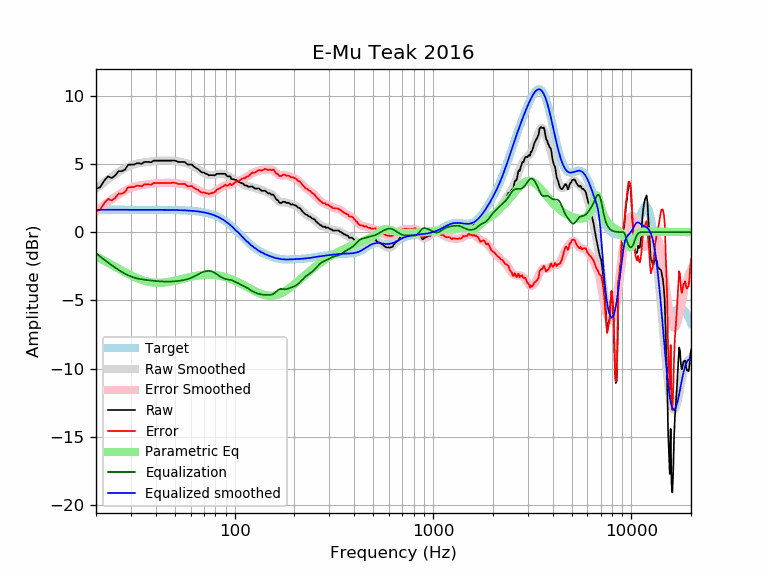 E-Mu Teak 2016
Amplitude (dBr)
10
5
0
−5
−10
−15
−20
Target
Raw Smoothed
Error Smoothed
Raw
Error
Parametric Eq
Equalization
Equalized smoothed
100
1000
10000
Frequency (Hz)